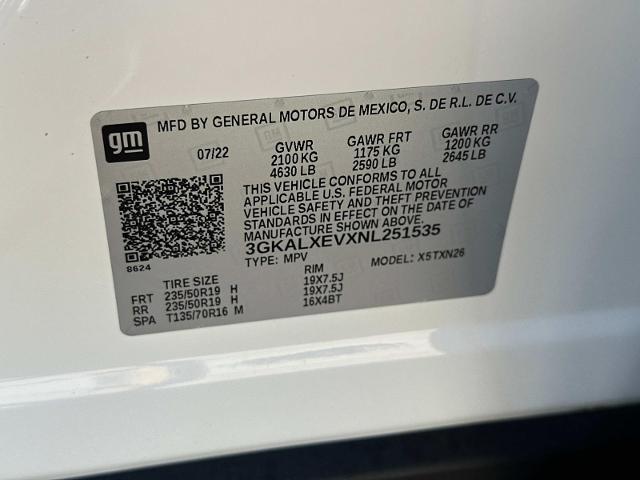 gm
MFD BY GENERAL MOTORS DE MEXICO, S. DE R.L. DE C.V.
07/22 GVWR GAWR FRT GAWR RR
2100 KG 1175 KG 1200 KG
4630 LB 2590 LB 2645 LB
THIS VEHICLE CONFORMS TO ALL
APPLICABLE U.S. FEDERAL MOTOR
VEHICLE SAFETY AND THEFT PREVENTION
STANDARDS IN EFFECT ON THE DATE OF
MANUFACTURE SHOWN ABOVE.
3GKALXEVXNL251535
8624 TYPE: MPV MODEL: X5TXN26
TIRE SIZE RIM
FRT 235/50R19 H 19X7.5J
RR 235/50R19 H 19X7.5J
SPA T135/70R16 M 16X4BT